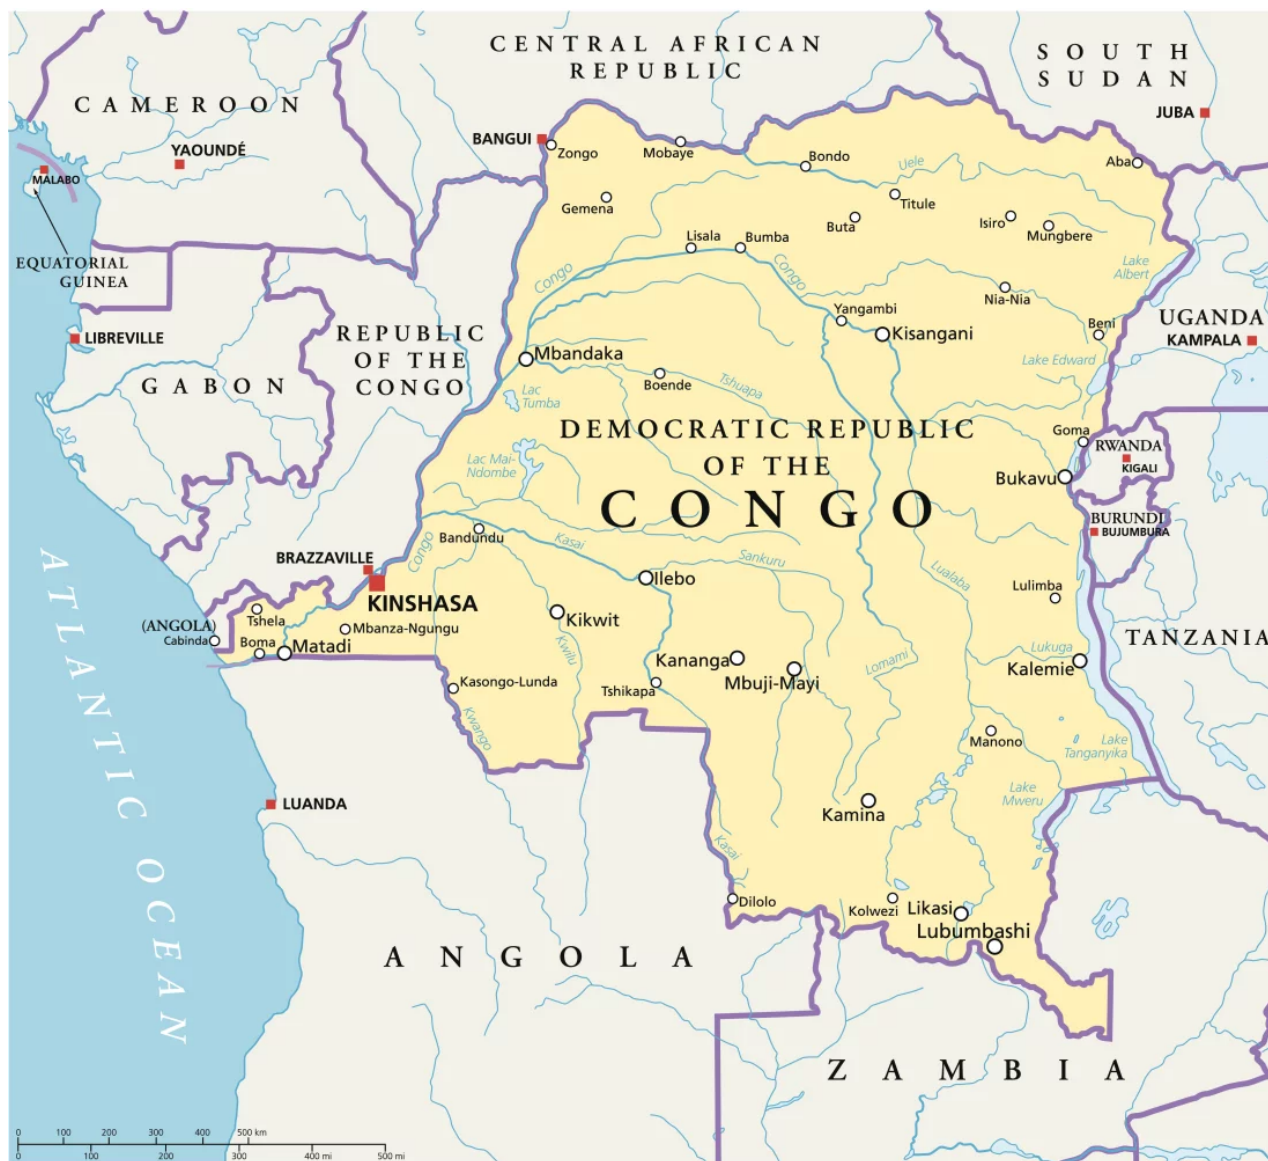 CENTRAL AFRICAN
REPUBLIC
SOUTH
SUDAN
CAMEROON
JUBA
YAOUNDÉ
BANGUI
Zongo
Mobaye
Bondo
Uele
Aba
MALABO
Gemena
Titule
Buta
Isiro
Mungbere
Lisala
Bumba
EQUATORIAL
GUINEA
Congo
Congo
Lake
Albert
Nia-Nia
Yangambi
Kisangani
Beni
UGANDA
KAMPALA
LIBREVILLE
REPUBLIC
OF THE
CONGO
GABON
Mbandaka
Boende
Tshuapa
Lake Edward
Lac
Tumba
DEMOCRATIC REPUBLIC
OF THE
CONGO
Goma
RWANDA
KIGALI
Lac Mai-
Ndombe
Bukavu
BURUNDI
BUJUMBURA
Bandundu
Kasai
Sankuru
Congo
BRAZZAVILLE
KINSHASA
Ilebo
Lualaba
Lulimba
(ANGOLA)
Cabinda
Tshela
Boma
Matadi
Mbanza-Ngungu
Kikwit
Kwilu
TANZANIA
Kananga
Mbuji-Mayi
Lomami
Lukuga
Kalemie
Kasongo-Lunda
Tshikapa
Kwango
Manono
Lake
Tanganyika
Lake
Mweru
ATLANTIC OCEAN
LUANDA
Kamina
Kasai
Dilolo
Kolwezi
Likasi
Lubumbashi
ANGOLA
ZAMBIA
0 100 200 300 400 500 km
0 100 200 300 400 mi 500 mi